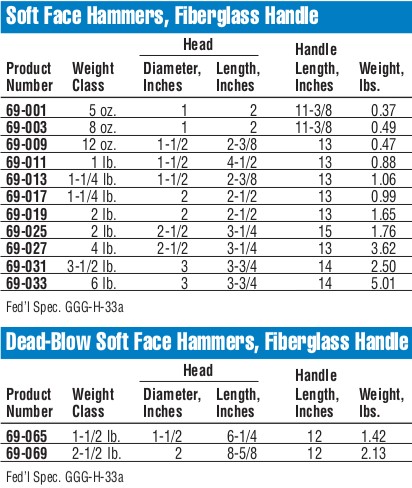 Soft Face Hammers, Fiberglass Handle
Head Handle
Product Weight Diameter, Length, Length, Weight,
Number Class Inches Inches Inches lbs.
69-001 5 oz. 1 2 11-3/8 0.37
69-003 8 oz. 1 2 11-3/8 0.49
69-009 12 oz. 1-1/2 2-3/8 13 0.47
69-011 1 lb. 1-1/2 4-1/2 13 0.88
69-013 1-1/4 lb. 1-1/2 2-3/8 13 1.06
69-017 1-1/4 lb. 2 2-1/2 13 0.99
69-019 2 lb. 2 2-1/2 13 1.65
69-025 2 lb. 2-1/2 3-1/4 15 1.76
69-027 4 lb. 2-1/2 3-1/4 13 3.62
69-031 3-1/2 lb. 3 3-3/4 14 2.50
69-033 6 lb. 3 3-3/4 14 5.01
Fed'l Spec. GGG-H-33a
Dead-Blow Soft Face Hammers, Fiberglass Handle
Head Handle
Product Weight Diameter, Length, Length, Weight,
Number Class Inches Inches Inches lbs.
69-065 1-1/2 lb. 1-1/2 6-1/4 12 1.42
69-069 2-1/2 lb. 2 8-5/8 12 2.13
Fed'l Spec. GGG-H-33a